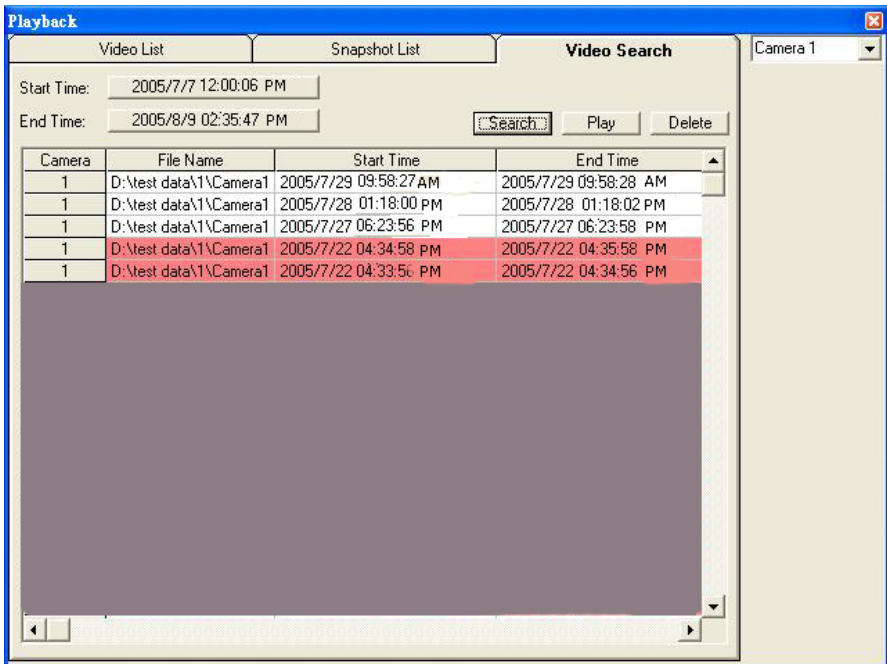 Playback
Video List Snapshot List Video Search Camera 1
Start Time: 2005/7/7 12:00:06 PM
End Time: 2005/8/9 02:35:47 PM Search Play Delete
Camera File Name Start Time End Time
1 D:\test data\1\Camera1 2005/7/29 09:58:27 AM 2005/7/29 09:58:28 AM
1 D:\test data\1\Camera1 2005/7/28 01:18:00 PM 2005/7/28 01:18:02 PM
1 D:\test data\1\Camera1 2005/7/27 06:23:56 PM 2005/7/27 06:23:58 PM
1 D:\test data\1\Camera1 2005/7/22 04:34:58 PM 2005/7/22 04:35:58 PM
1 D:\test data\1\Camera1 2005/7/22 04:33:56 PM 2005/7/22 04:34:56 PM